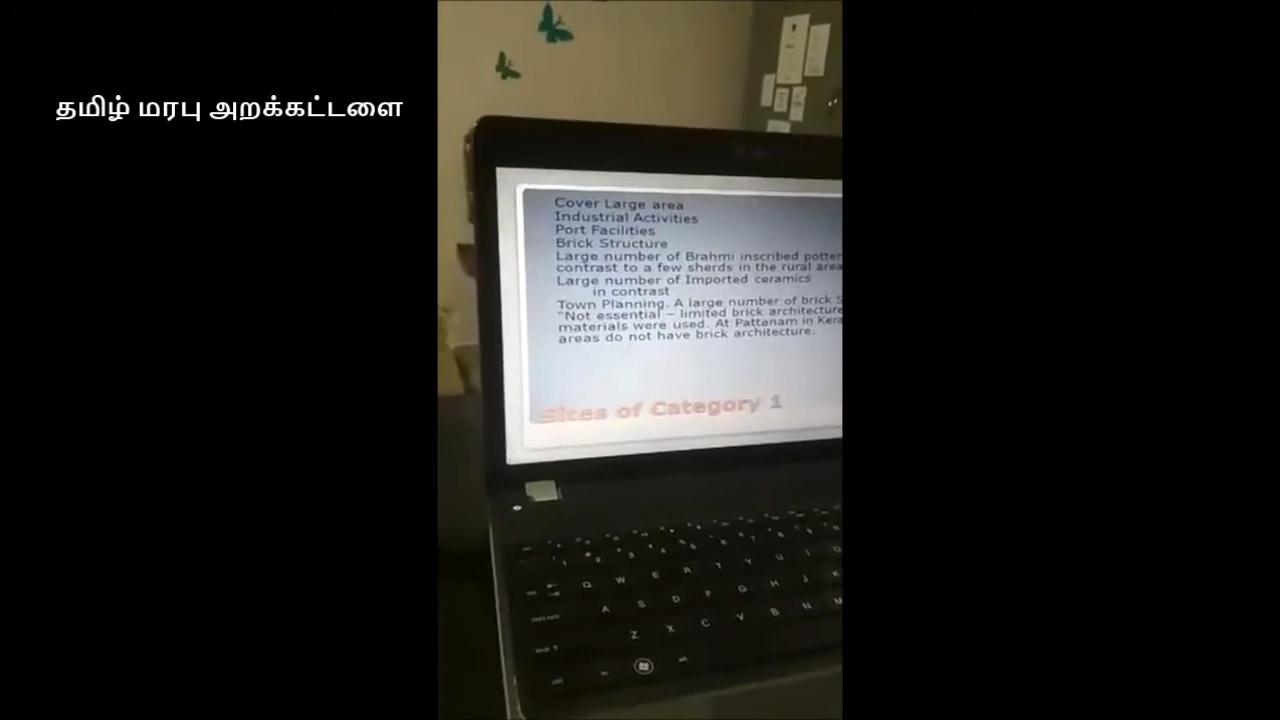 தமிழ் மரபு அறக்கட்டளை
Cover Large area
Industrial Activities
Port Facilities
Brick Structure
Large number of Brahmi inscribed
contrast to a few sherds in the rural
Large number of Imported ceramics
in contrast
Town Planning. A large number of brick
"Not essential – limited brick architecture
materials were used. At Pattanam in
areas do not have brick architecture.
Sites of Category 1
Q W E R T Y U I
A S D F G H J K
Z X C V B N M